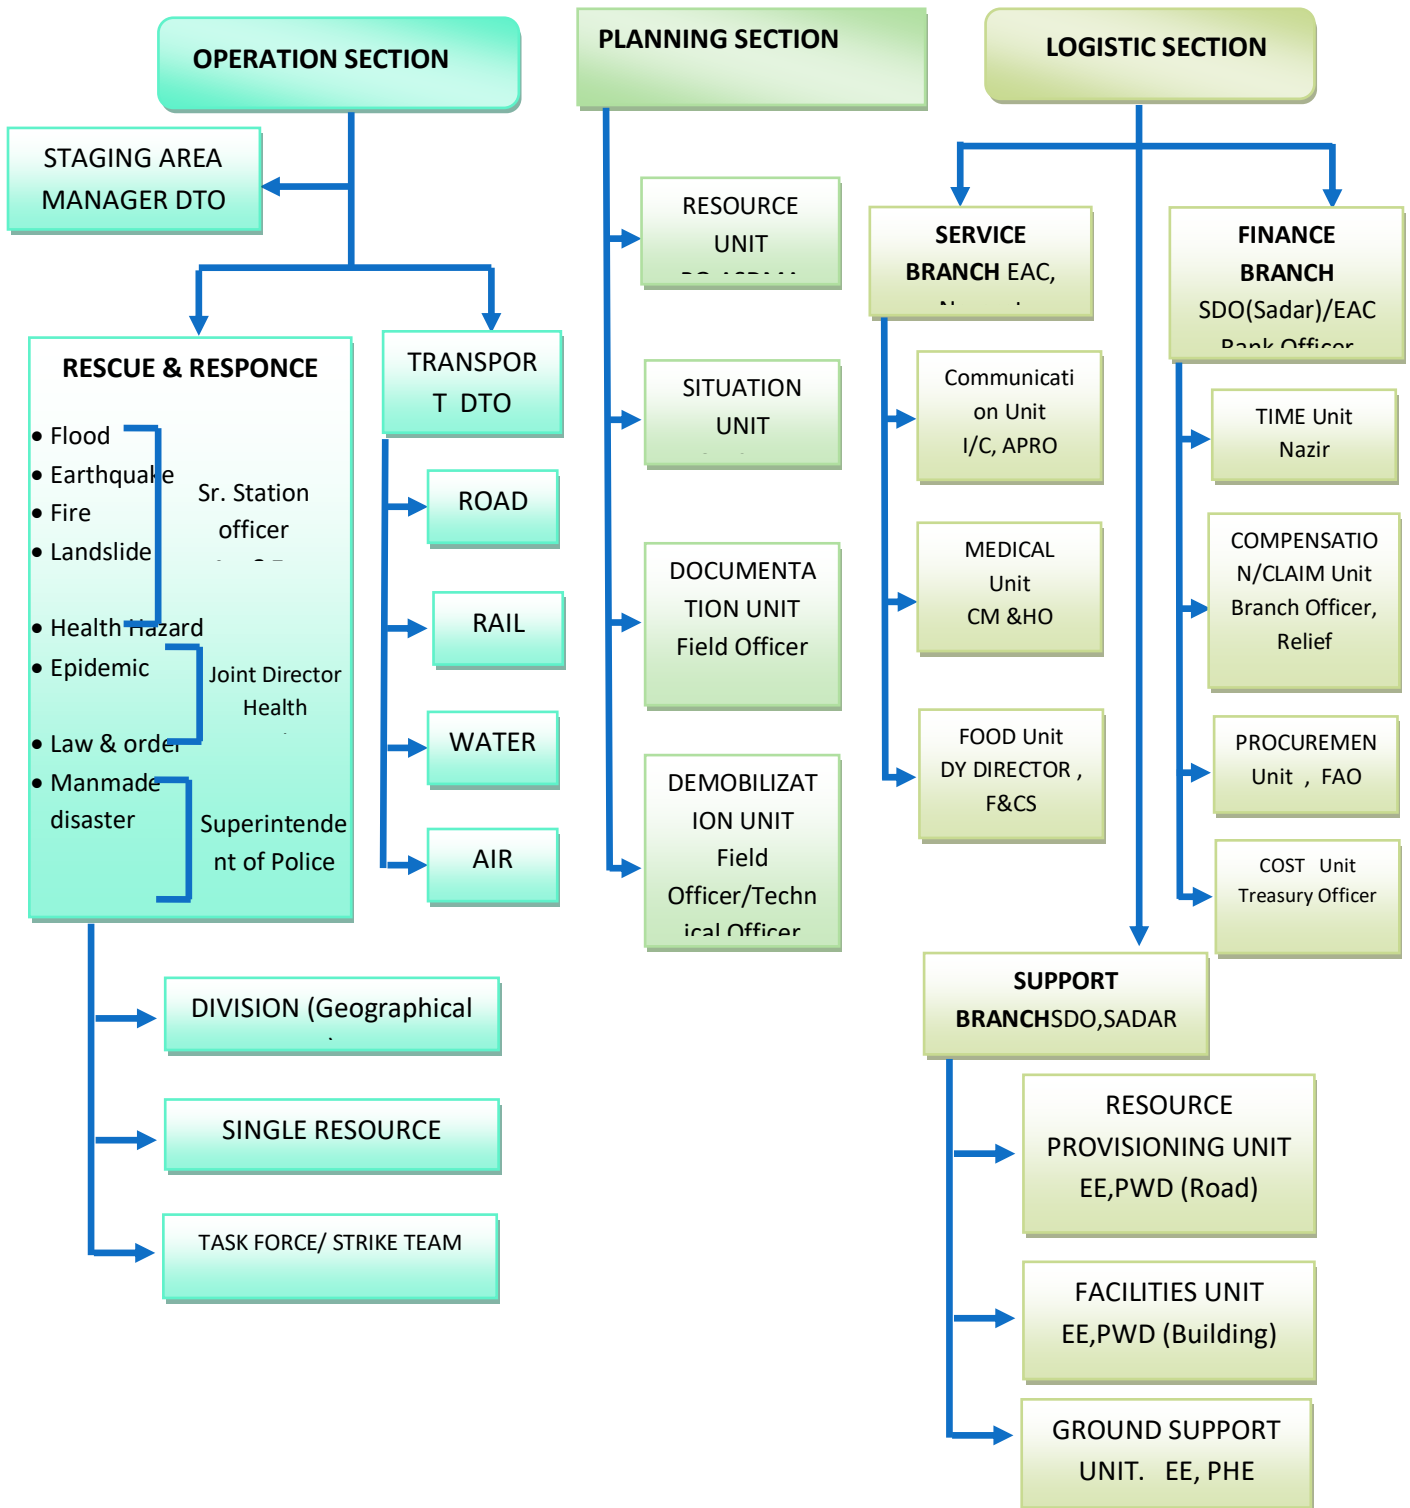 OPERATION SECTION
STAGING AREA
MANAGER DTO
RESCUE & RESPONCE
• Flood
• Earthquake
• Fire
• Landslide
Sr. Station
officer
• Health Hazard
• Epidemic
Joint Director
Health
• Law & order
• Manmade
disaster
Superintende
nt of Police
TRANSPOR
T DTO
ROAD
RAIL
WATER
AIR
DIVISION (Geographical
SINGLE RESOURCE
TASK FORCE/ STRIKE TEAM
PLANNING SECTION
RESOURCE
UNIT
SITUATION
UNIT
DOCUMENTA
TION UNIT
Field Officer
DEMOBILIZAT
ION UNIT
Field
Officer/Techn
ical Officer
LOGISTIC SECTION
SERVICE
BRANCH EAC,
Communicati
on Unit
I/C, APRO
MEDICAL
Unit
CM &HO
FOOD Unit
DY DIRECTOR ,
F&CS
FINANCE
BRANCH
SDO(Sadar)/EAC
Bank Officer
TIME Unit
Nazir
COMPENSATIO
N/CLAIM Unit
Branch Officer,
Relief
PROCUREMEN
Unit , FAO
COST Unit
Treasury Officer
SUPPORT
BRANCHSDO,SADAR
RESOURCE
PROVISIONING UNIT
EE,PWD (Road)
FACILITIES UNIT
EE,PWD (Building)
GROUND SUPPORT
UNIT. EE, PHE